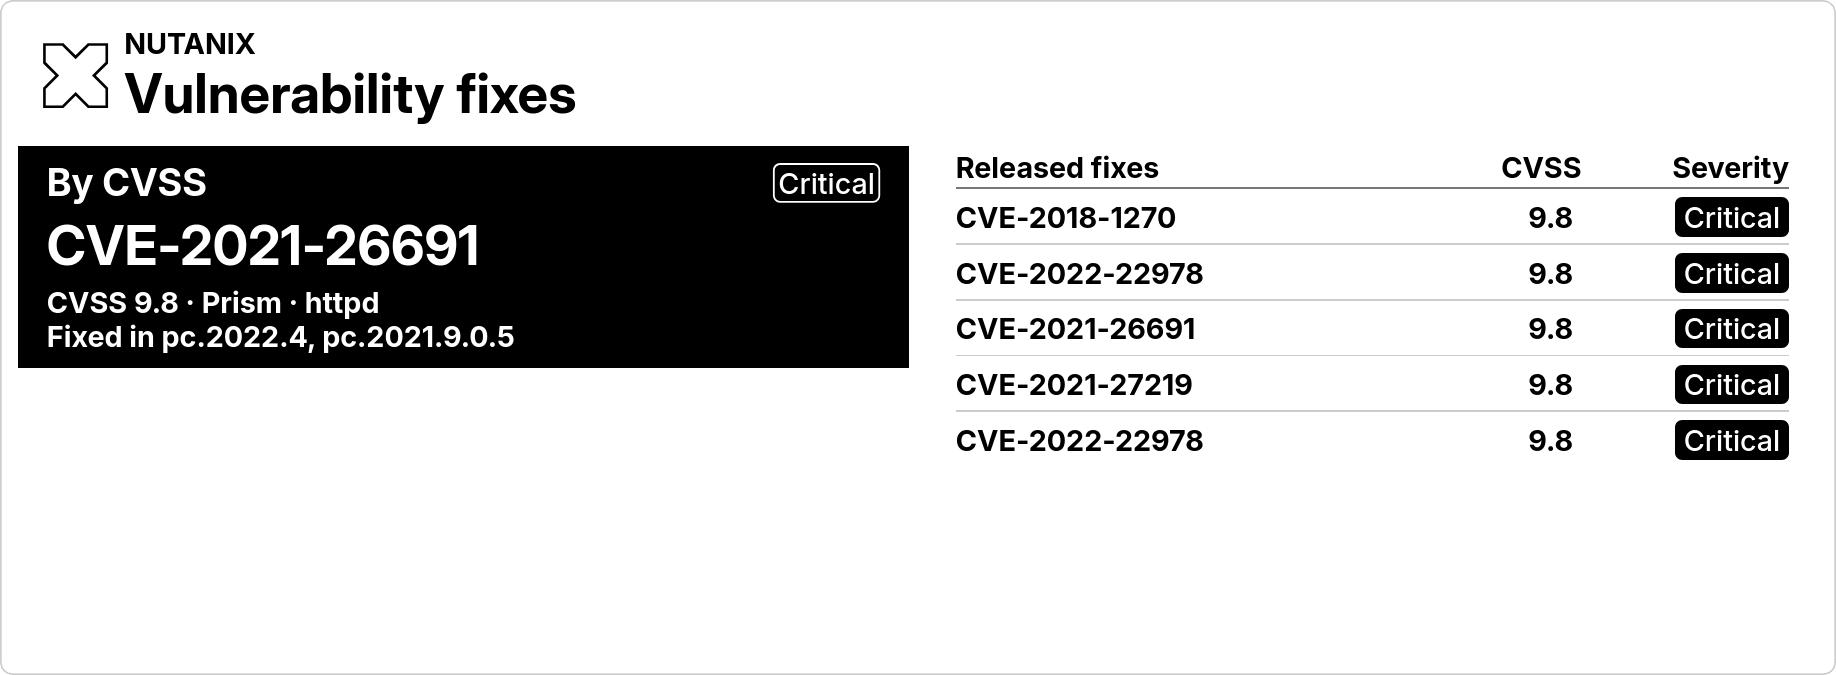 NUTANIX
Vulnerability fixes
By CVSS Critical
CVE-2021-26691
CVSS 9.8 · Prism · httpd
Fixed in pc.2022.4, pc.2021.9.0.5
Released fixes CVSS Severity
CVE-2018-1270 9.8 Critical
CVE-2022-22978 9.8 Critical
CVE-2021-26691 9.8 Critical
CVE-2021-27219 9.8 Critical
CVE-2022-22978 9.8 Critical